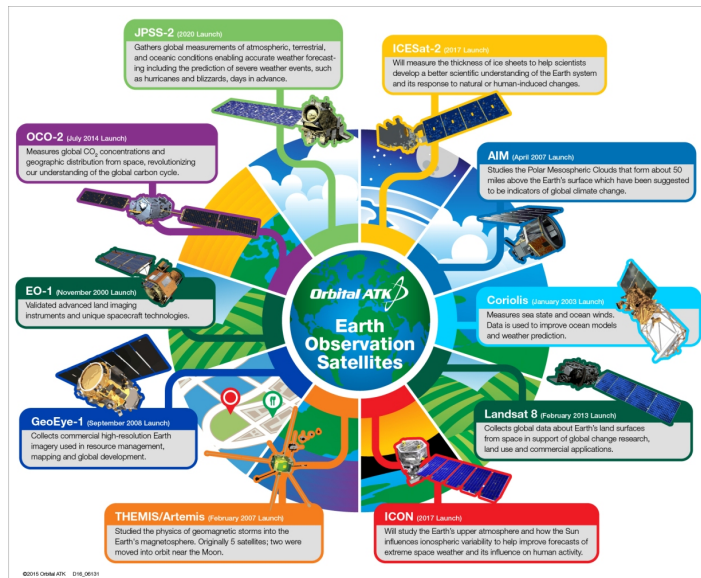 JPSS-2 (2020 Launch)
Gathers global measurements of atmospheric, terrestrial,
and oceanic conditions enabling accurate weather forecast-
ing including the prediction of severe weather events, such
as hurricanes and blizzards, days in advance.
ICESat-2 (2017 Launch)
Will measure the thickness of ice sheets to help scientists
develop a better scientific understanding of the Earth system
and its response to natural or human-induced changes.
OCO-2 (July 2014 Launch)
Measures global CO₂ concentrations and
geographic distribution from space, revolutionizing
our understanding of the global carbon cycle.
AIM (April 2007 Launch)
Studies the Polar Mesospheric Clouds that form about 50
miles above the Earth's surface which have been suggested
to be indicators of global climate change.
EO-1 (November 2000 Launch)
Validated advanced land imaging
instruments and unique spacecraft technologies.
Orbital ATK
Earth
Observation
Satellites
Coriolis (January 2003 Launch)
Measures sea state and ocean winds.
Data is used to improve ocean models
and weather prediction.
GeoEye-1 (September 2008 Launch)
Collects commercial high-resolution Earth
imagery used in resource management,
mapping and global development.
Landsat 8 (February 2013 Launch)
Collects global data about Earth's land surfaces
from space in support of global change research,
land use and commercial applications.
THEMIS/Artemis (February 2007 Launch)
Studied the physics of geomagnetic storms into the
Earth's magnetosphere. Originally 5 satellites; two were
moved into orbit near the Moon.
ICON (2017 Launch)
Will study the Earth's upper atmosphere and how the Sun
influences ionospheric variability to help improve forecasts of
extreme space weather and its influence on human activity.
©2015 Orbital ATK D16_06131